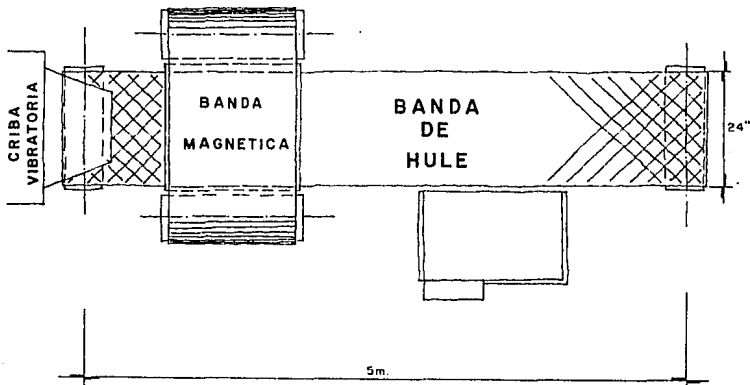 CRIBA
VIBRATORIA
BANDA
MAGNETICA
BANDA
DE
HULE
24"
5m.